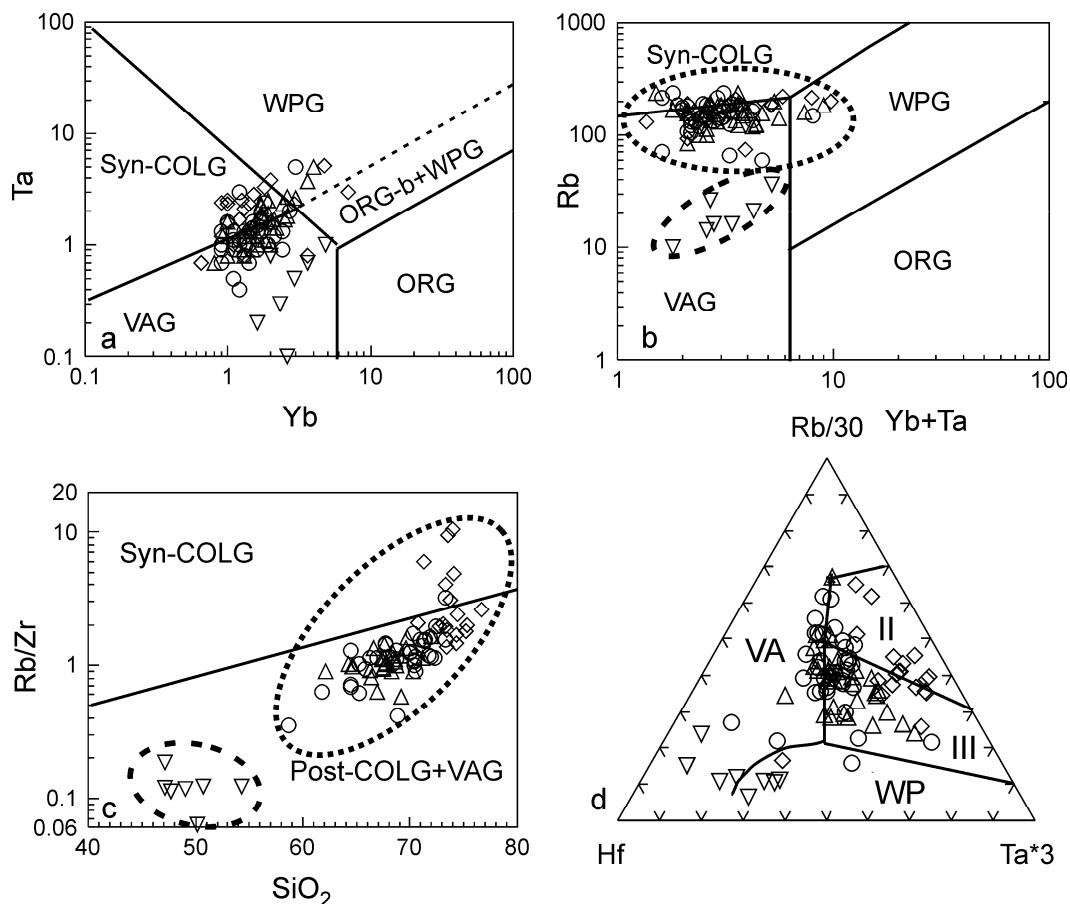 100
10
1
0.1
Ta
WPG
Syn-COLG
ORG-b+WPG
ORG
VAG
a
0.1
1
10
100
Yb
1000
100
10
1
Rb
Syn-COLG
WPG
ORG
VAG
b
1
10
100
Yb+Ta
20
10
1
0.1
0.06
Rb/Zr
Syn-COLG
Post-COLG+VAG
c
40
50
60
70
80
SiO2
Rb/30
VA
II
III
WP
d
Hf
Ta*3